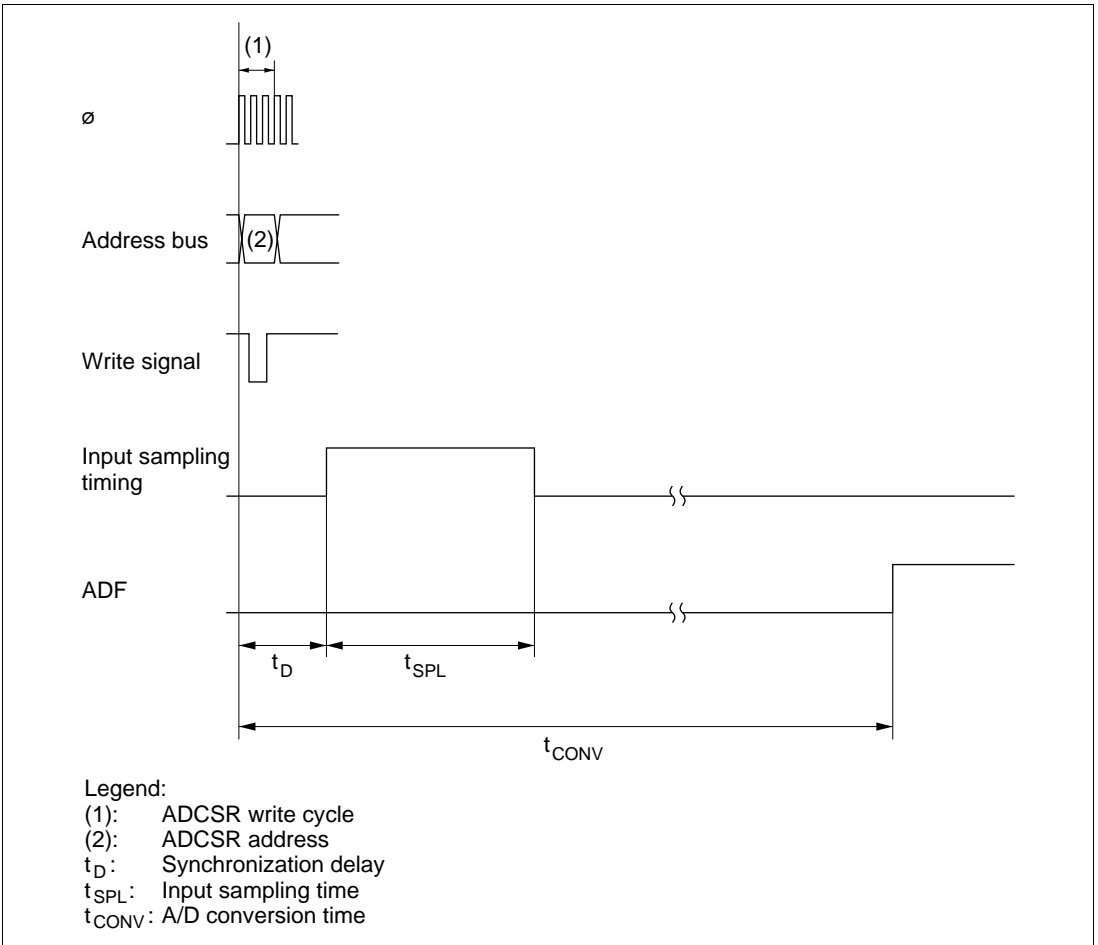 (1)
ø
Address bus
(2)
Write signal
Input sampling
timing
ADF
tD
tSPL
tCONV
Legend:
(1): ADCSR write cycle
(2): ADCSR address
tD: Synchronization delay
tSPL: Input sampling time
tCONV: A/D conversion time